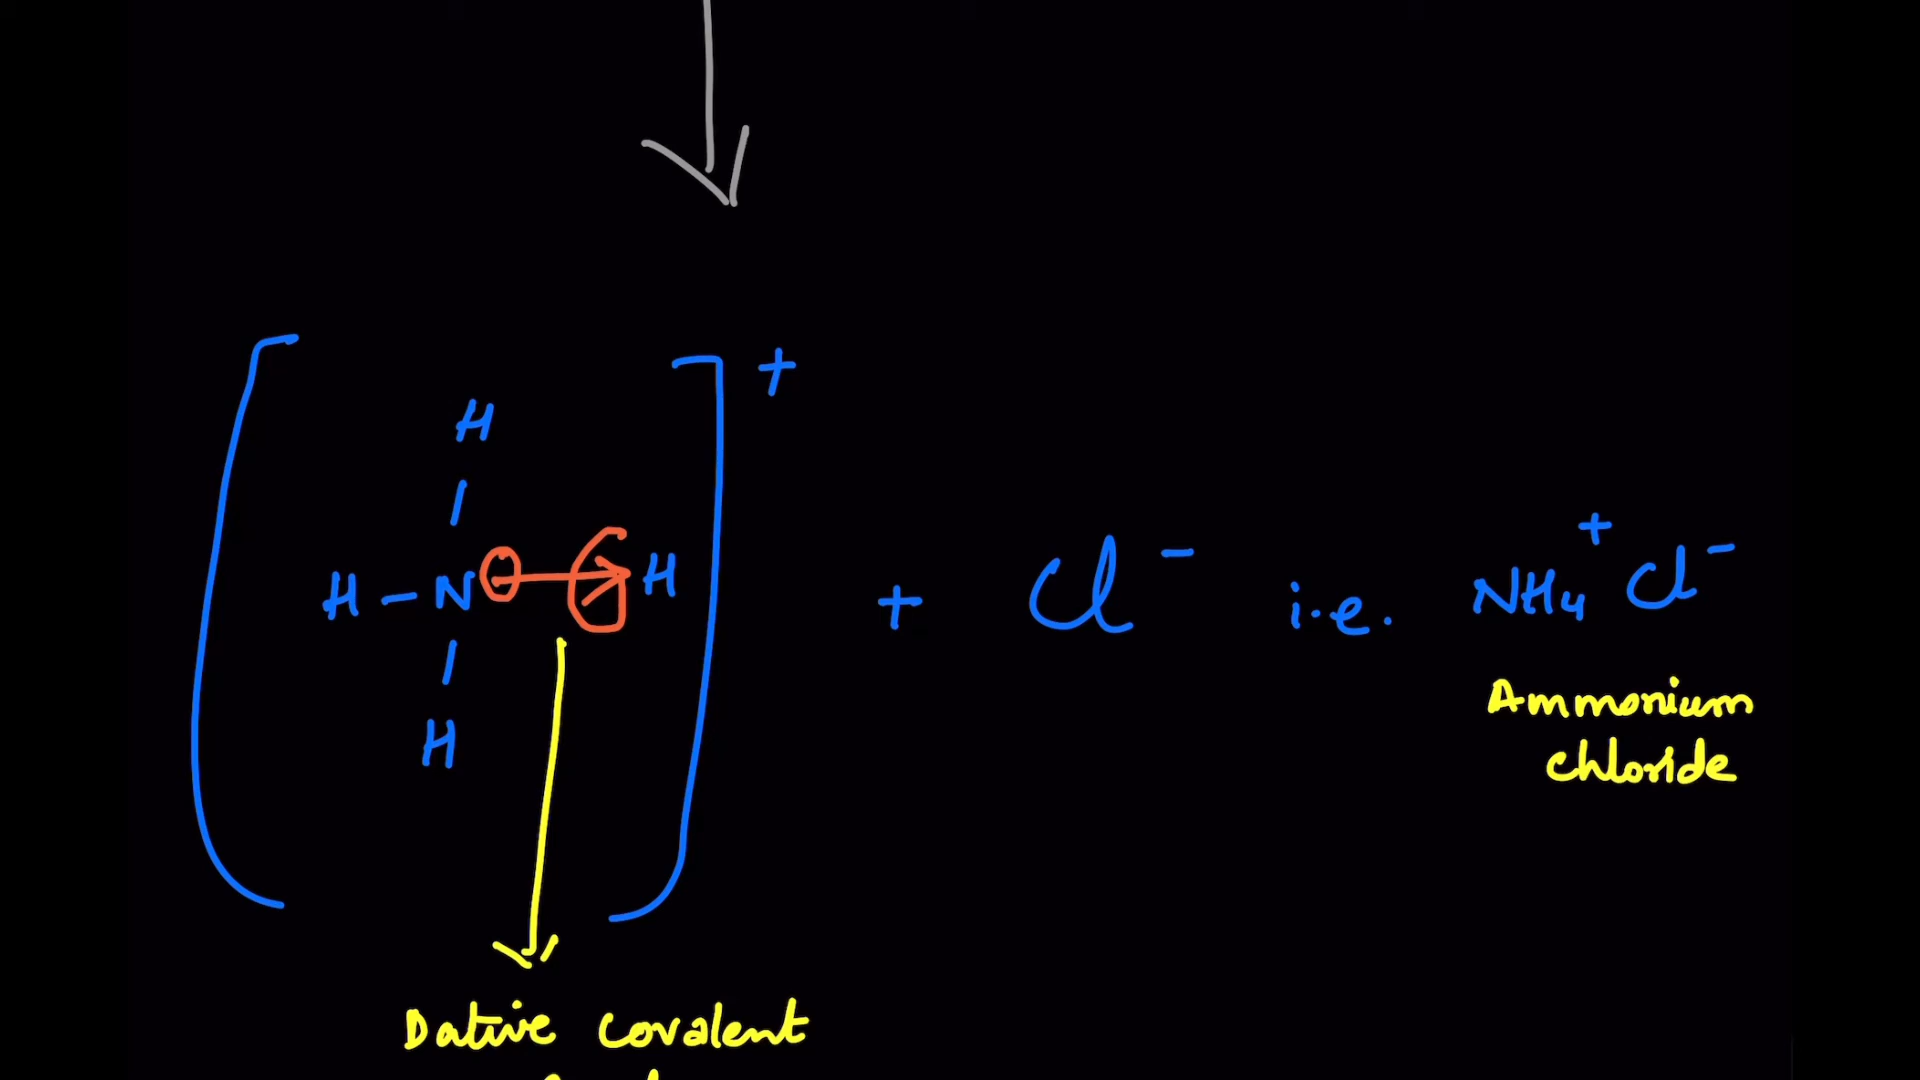 +
H
H - N → H + Cl⁻ i.e. NH₄⁺ Cl⁻
H
Ammonium
chloride
Dative covalent